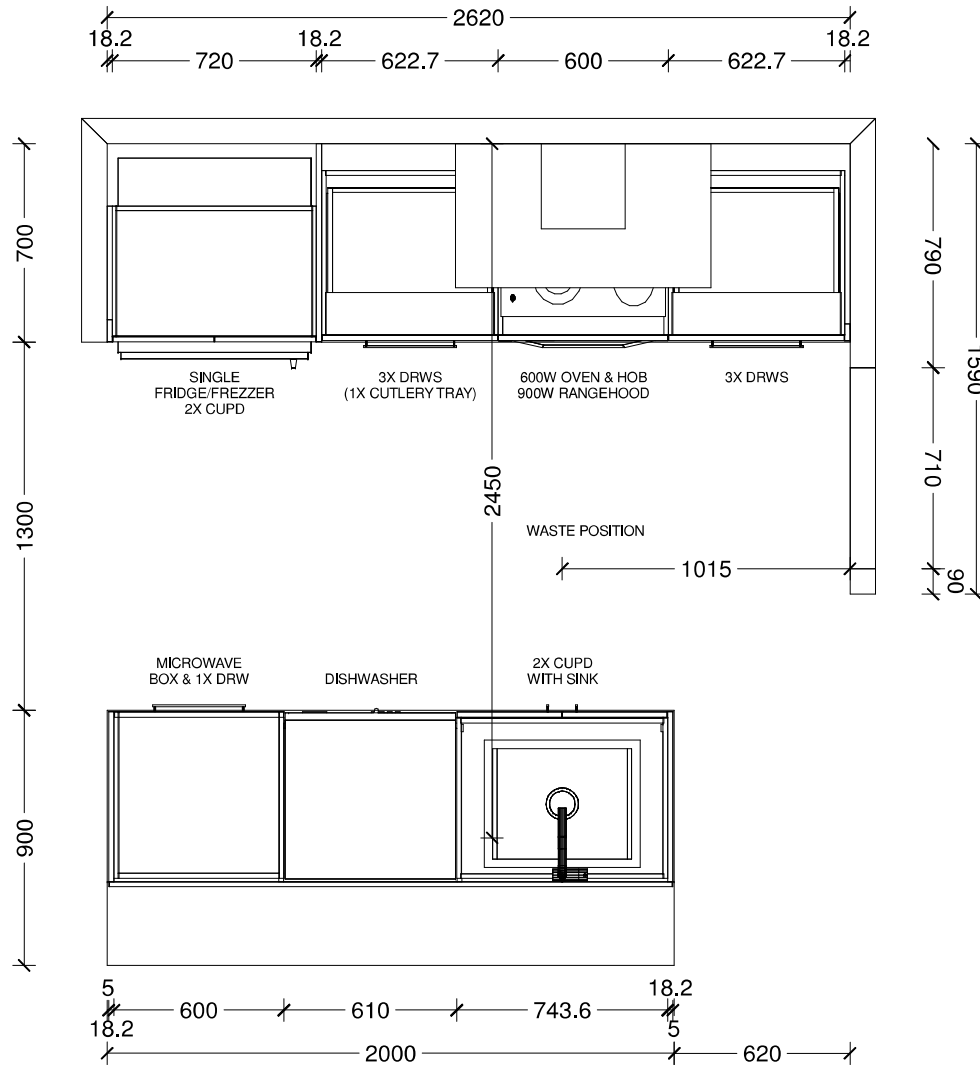 2620
18.2
18.2
18.2
720
622.7
600
622.7
700
790
1590
SINGLE
FRIDGE/FREZZER
2X CUPD
3X DRWS
(1X CUTLERY TRAY)
600W OVEN & HOB
900W RANGEHOOD
3X DRWS
710
2450
1300
WASTE POSITION
1015
90
MICROWAVE
BOX & 1X DRW
DISHWASHER
2X CUPD
WITH SINK
900
5
18.2
600
610
743.6
18.2
5
2000
620